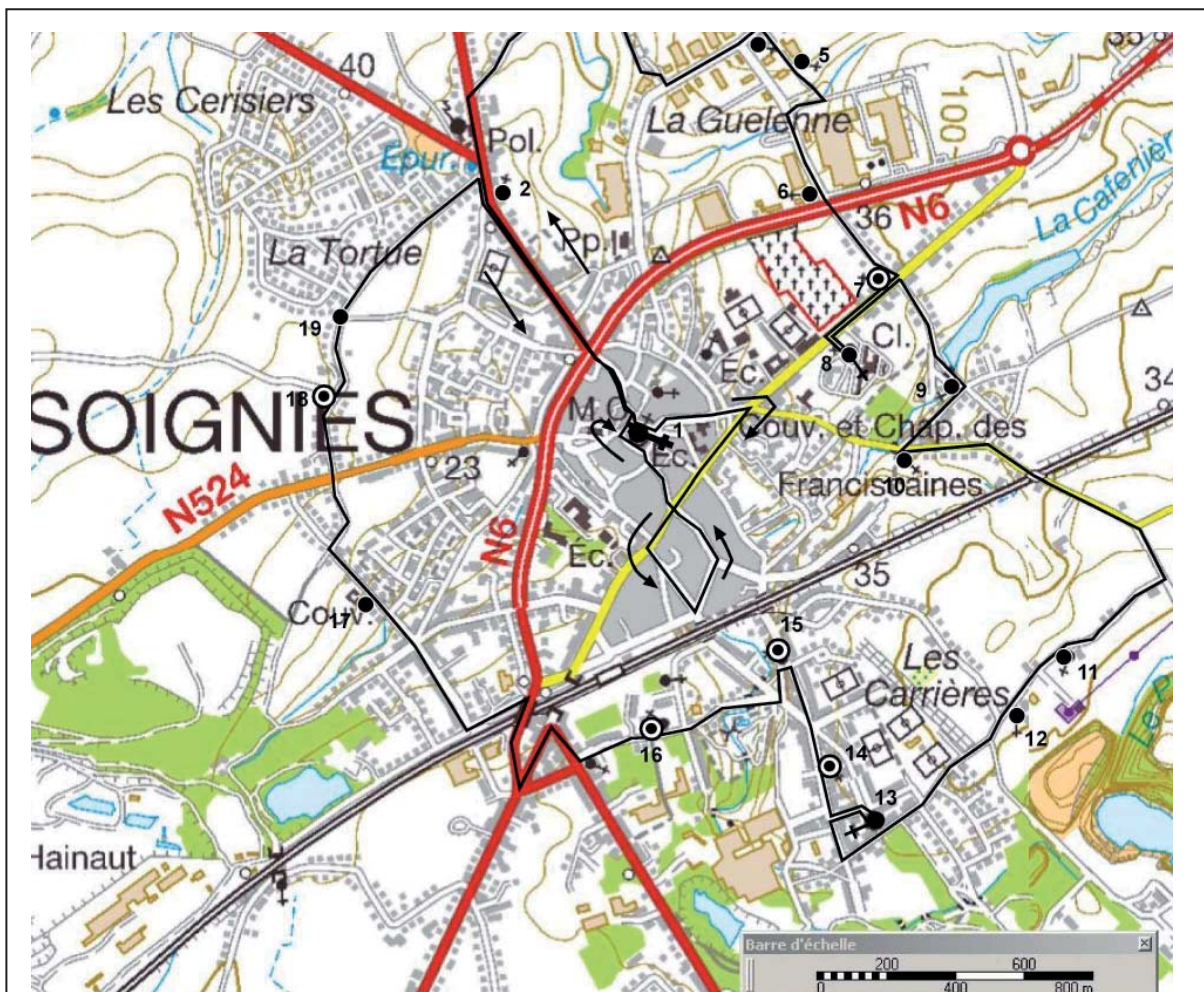 40
Les Cerisiers
Pol.
Epur.
2
La Tortue
Pp.
5
La Guelenne
100
35
6
36
N6
La Cafenier
7
Cl.
8
9
34
19
18
SOIGNIES
M.C.
1
Ec.
Ec.
Couv. et Chap. des
Franciscaines
10
23
N524
N6
Éc.
35
Couv.
17
15
Les
Carrières
11
12
16
14
13
Hainaut
Barre d'échelle
200
600
0
400
800 m